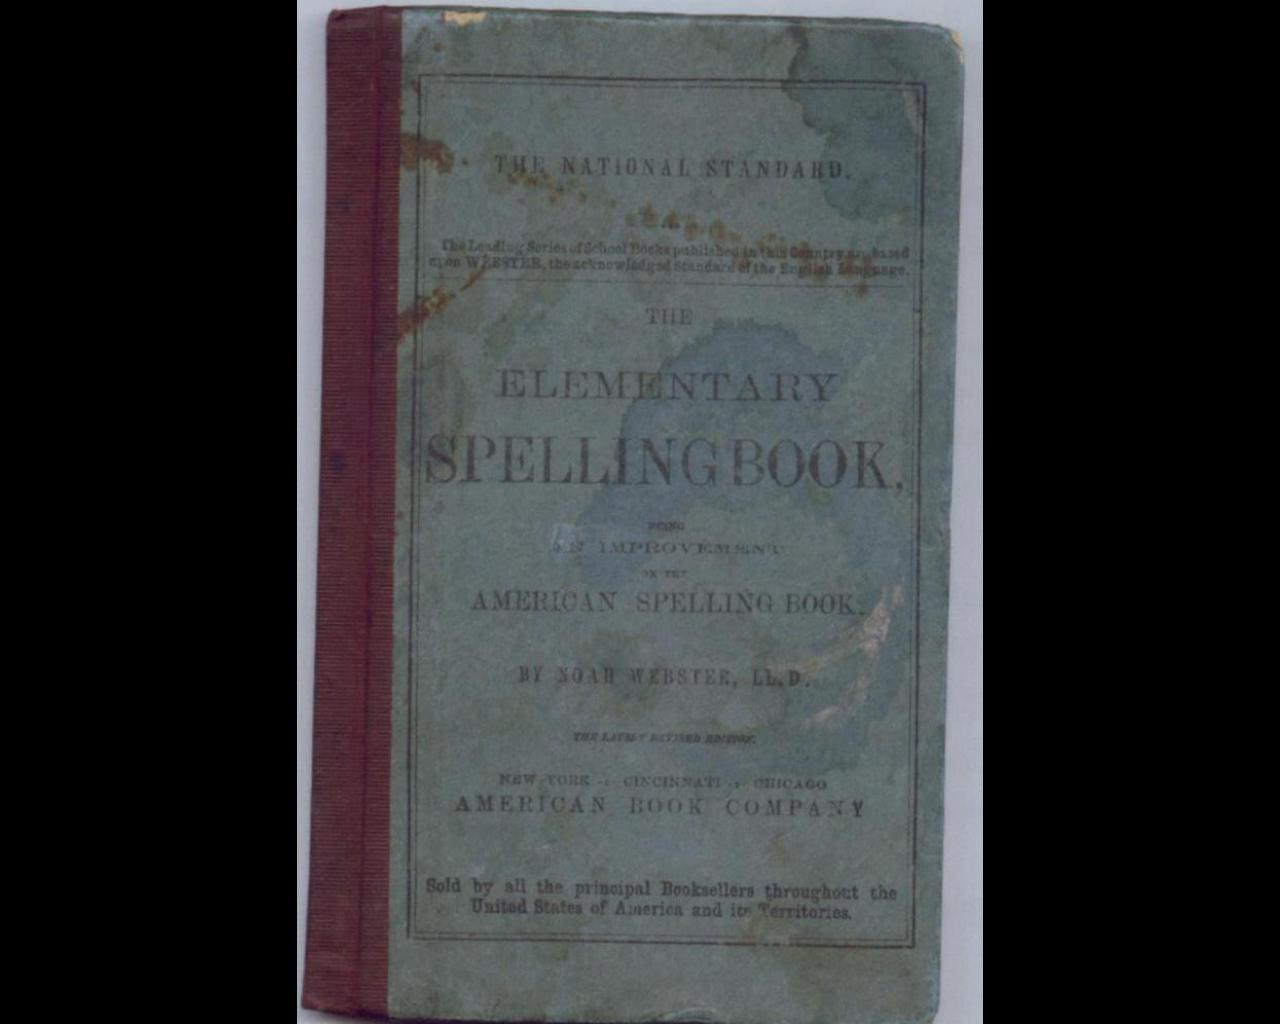 THE NATIONAL STANDARD.
The Leading Series of School Books published in this Country are based
upon WEBSTER, the acknowledged Standard of the English Language.
THE
ELEMENTARY
SPELLING BOOK,
BEING
AN IMPROVEMENT
ON THE
AMERICAN SPELLING BOOK.
BY NOAH WEBSTER, LL.D.
THE LATEST REVISED EDITION.
NEW YORK CINCINNATI CHICAGO
AMERICAN BOOK COMPANY
Sold by all the principal Booksellers throughout the
United States of America and its Territories.